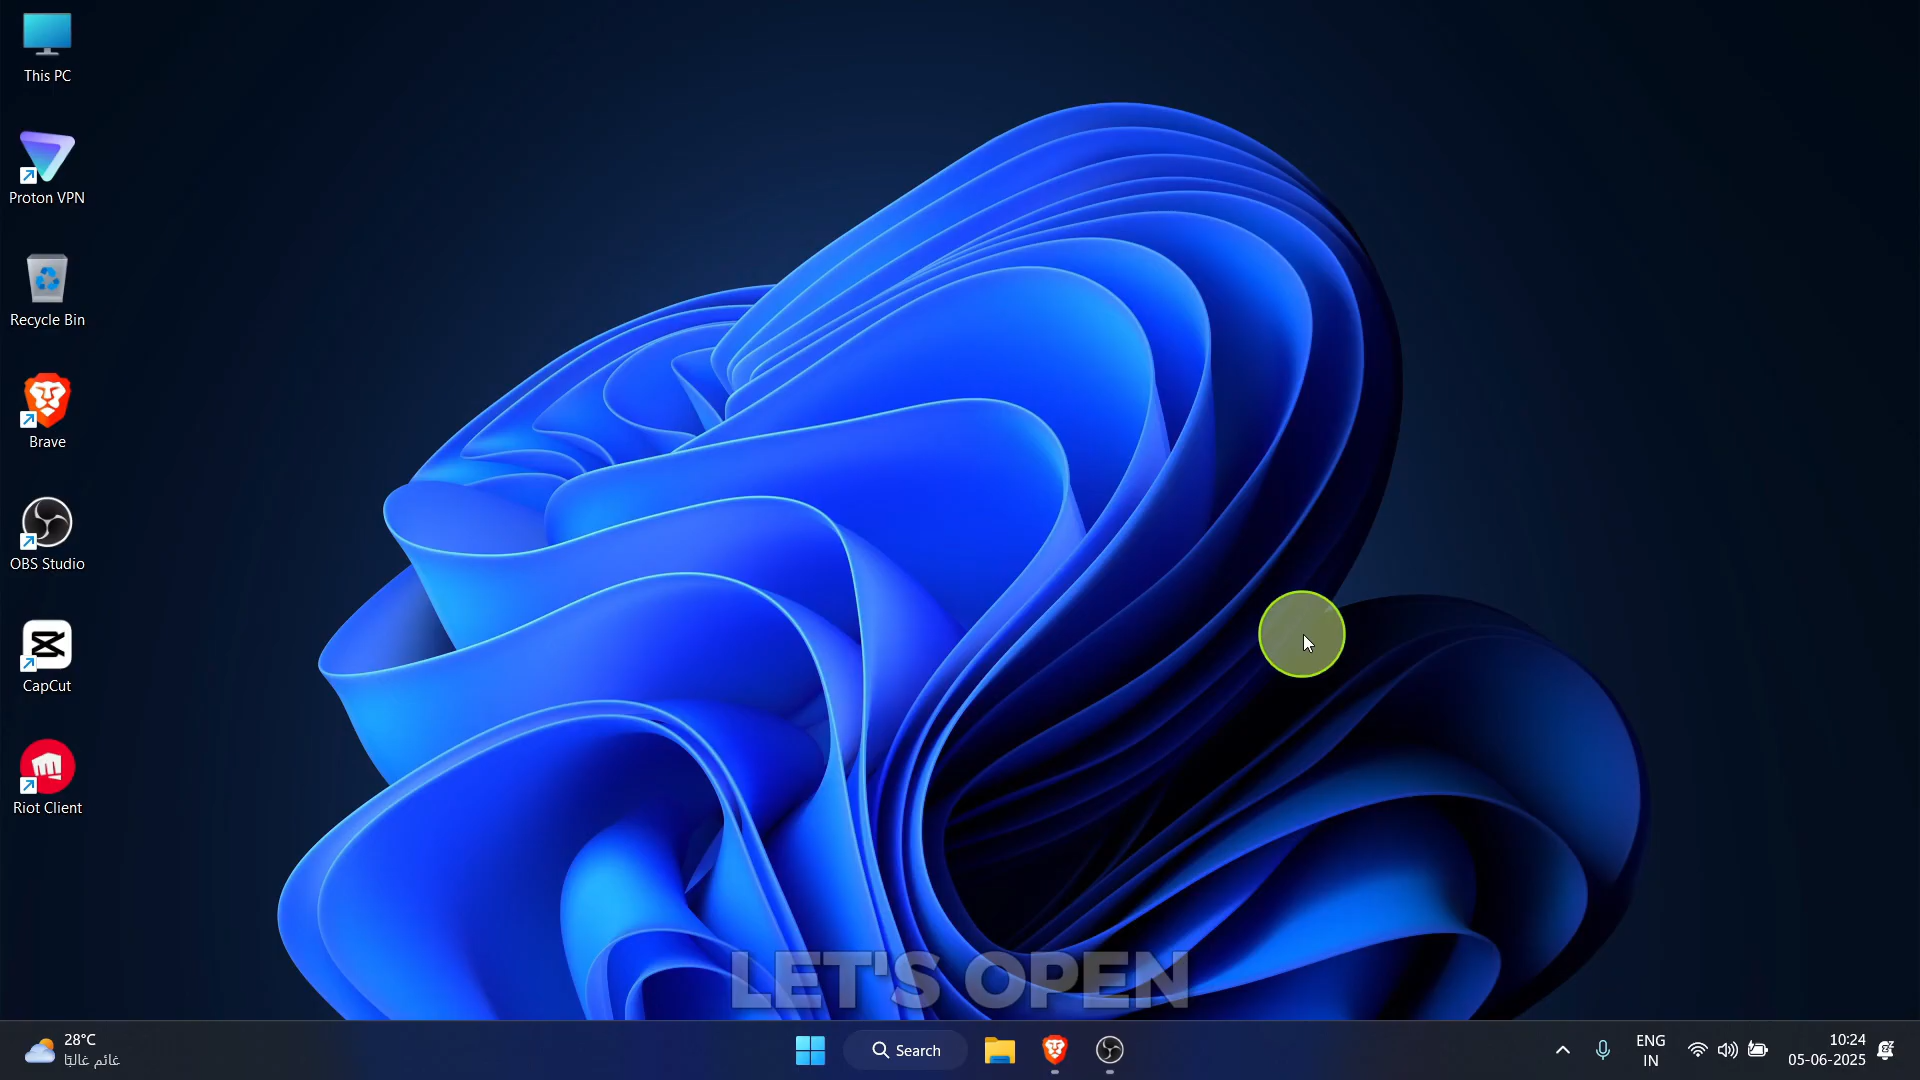 This PC
Proton VPN
Recycle Bin
Brave
OBS Studio
CapCut
Riot Client
LET'S OPEN
28°C
غائم غالبًا
Search
ENG
IN
10:24
05-06-2025